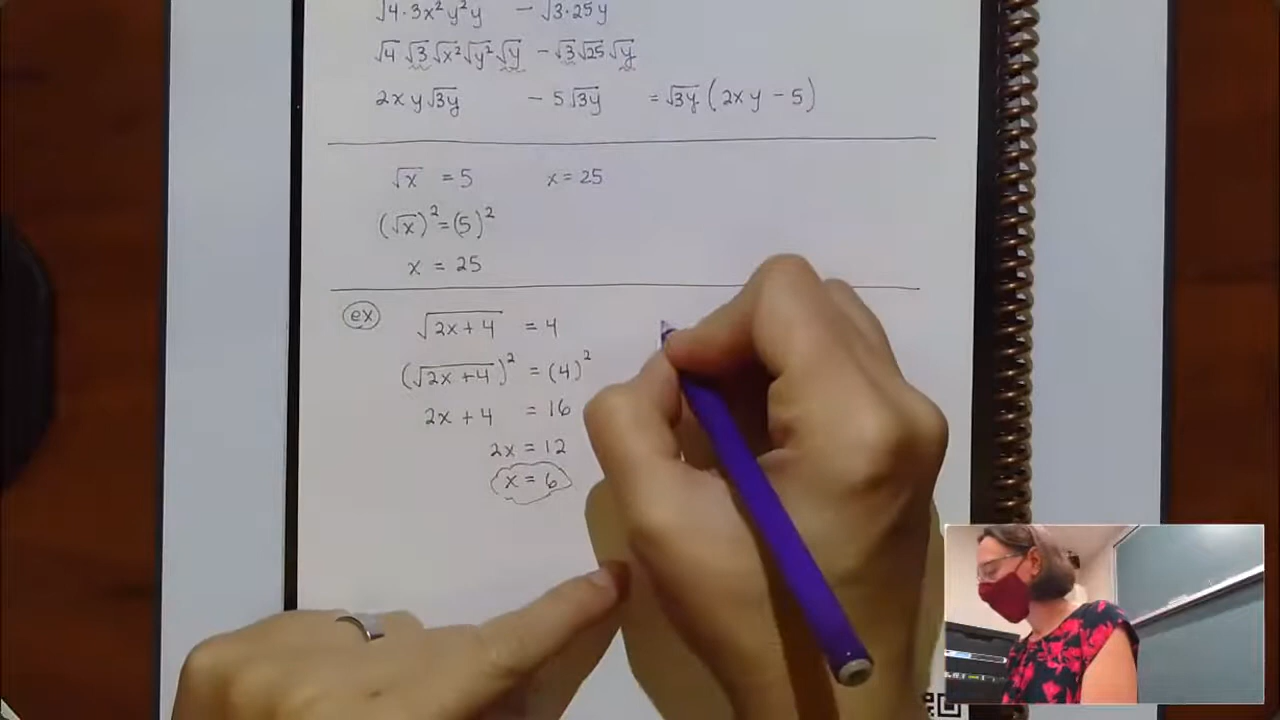 √4·3x²y²y - √3·25y
√4 √3 √x² √y² √y - √3 √25 √y
2xy√3y - 5√3y = √3y (2xy - 5)
√x = 5 x = 25
(√x)² = (5)²
x = 25
ex √2x+4 = 4
(√2x+4)² = (4)²
2x + 4 = 16
2x = 12
x = 6